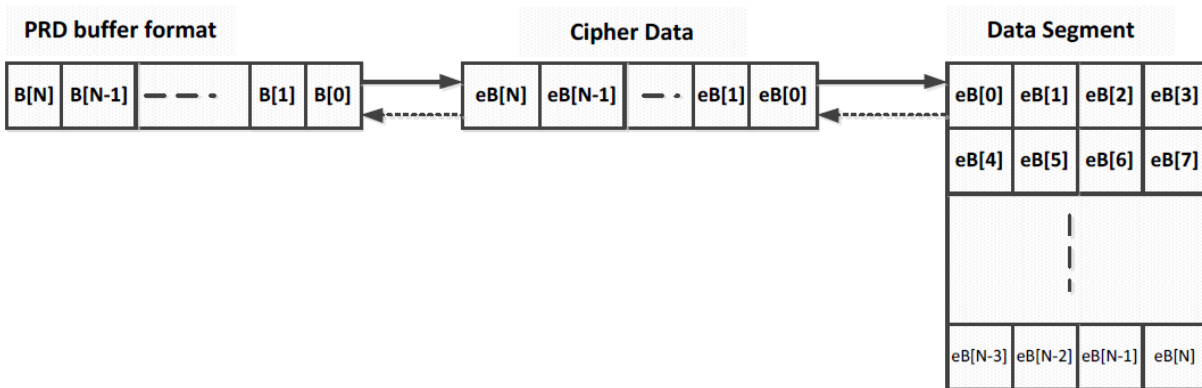 PRD buffer format
Cipher Data
Data Segment
B[N] B[N-1] B[1] B[0]
eB[N] eB[N-1] eB[1] eB[0]
eB[0] eB[1] eB[2] eB[3]
eB[4] eB[5] eB[6] eB[7]
eB[N-3] eB[N-2] eB[N-1] eB[N]